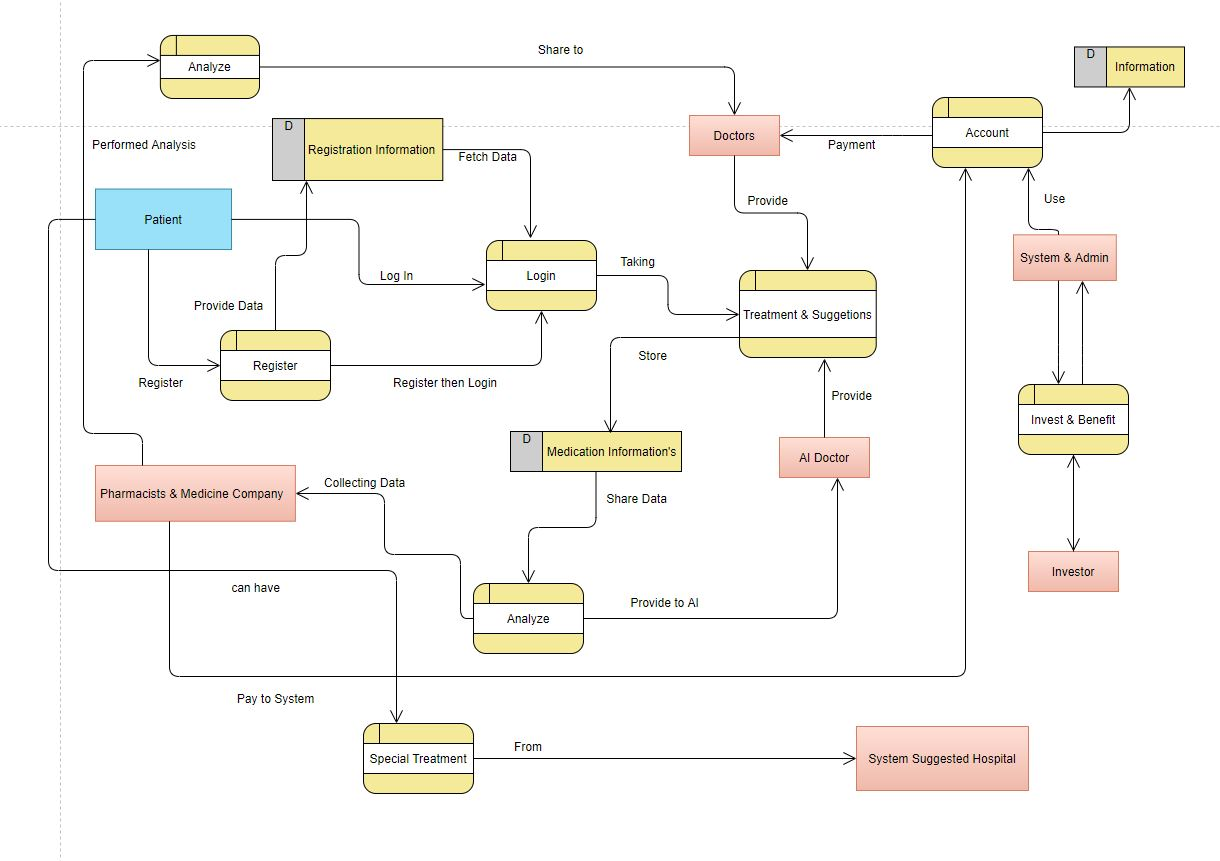 Share to
Analyze
D
Information
D
Registration Information
Doctors
Account
Performed Analysis
Fetch Data
Payment
Patient
Provide
Use
Log In
Login
Taking
System & Admin
Provide Data
Treatment & Suggetions
Register
Store
Register
Register then Login
Provide
Invest & Benefit
D
Medication Information's
AI Doctor
Pharmacists & Medicine Company
Collecting Data
Share Data
Investor
can have
Analyze
Provide to AI
Pay to System
From
Special Treatment
System Suggested Hospital